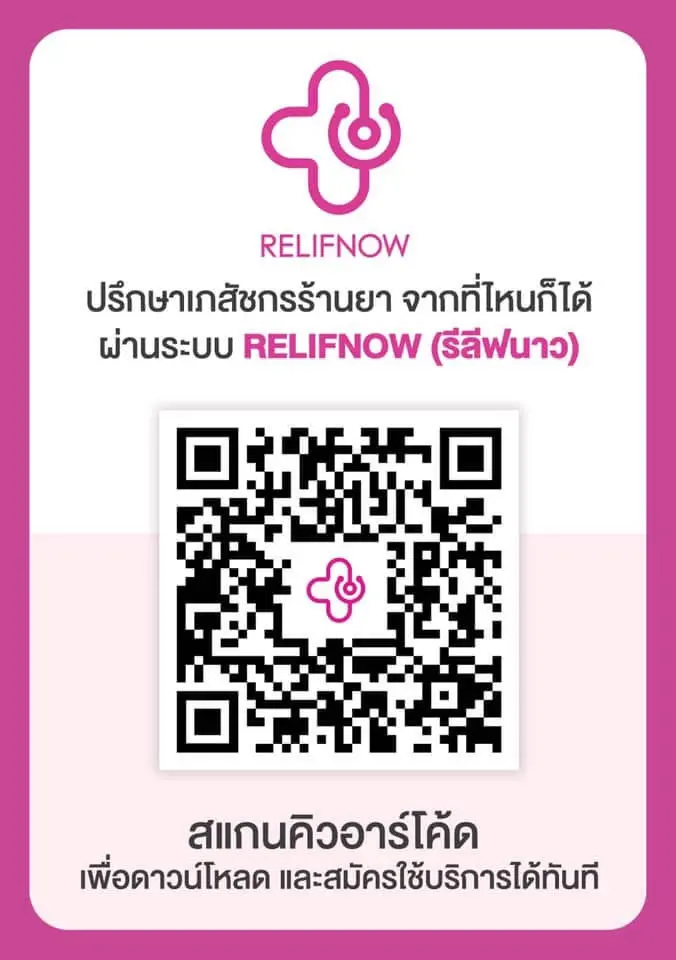 RELIFNOW
ปรึกษาเภสัชกรร้านยา จากที่ไหนก็ได้
ผ่านระบบ RELIFNOW (รีลีฟนาว)
สแกนคิวอาร์โค้ด
เพื่อดาวน์โหลด และสมัครใช้บริการได้ทันที